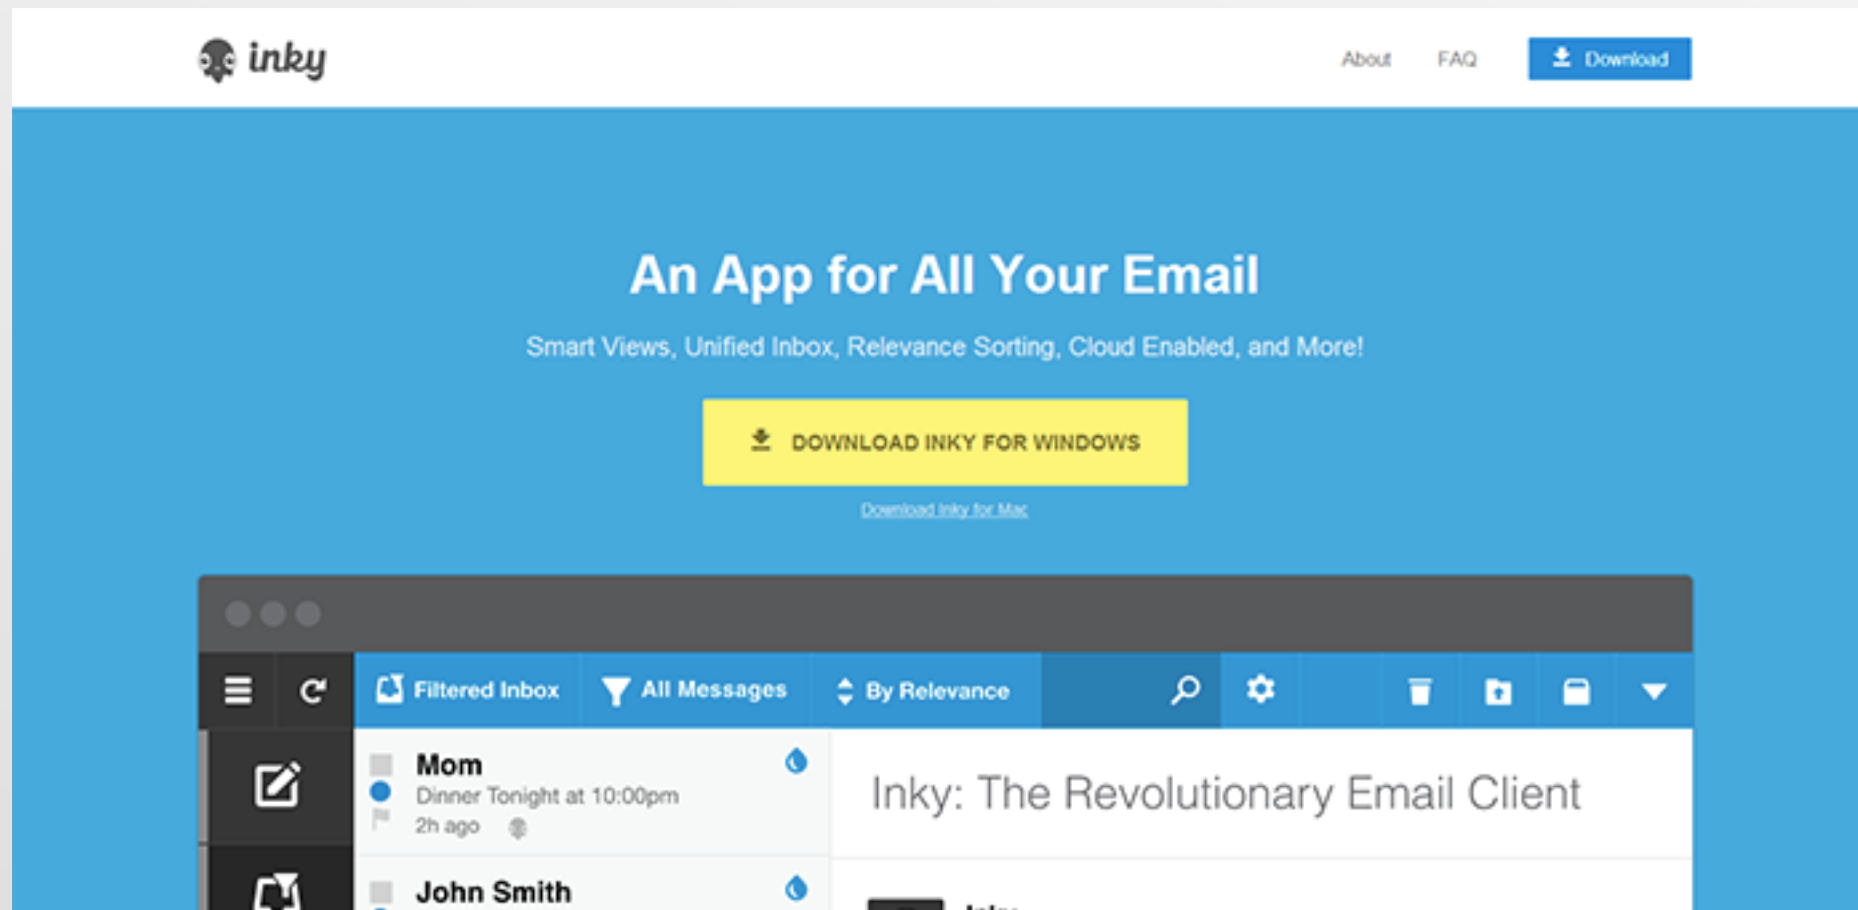 inky
About FAQ Download
An App for All Your Email
Smart Views, Unified Inbox, Relevance Sorting, Cloud Enabled, and More!
DOWNLOAD INKY FOR WINDOWS
Download Inky for Mac
Filtered Inbox All Messages By Relevance
Mom
Dinner Tonight at 10:00pm
2h ago
Inky: The Revolutionary Email Client
John Smith
Inky